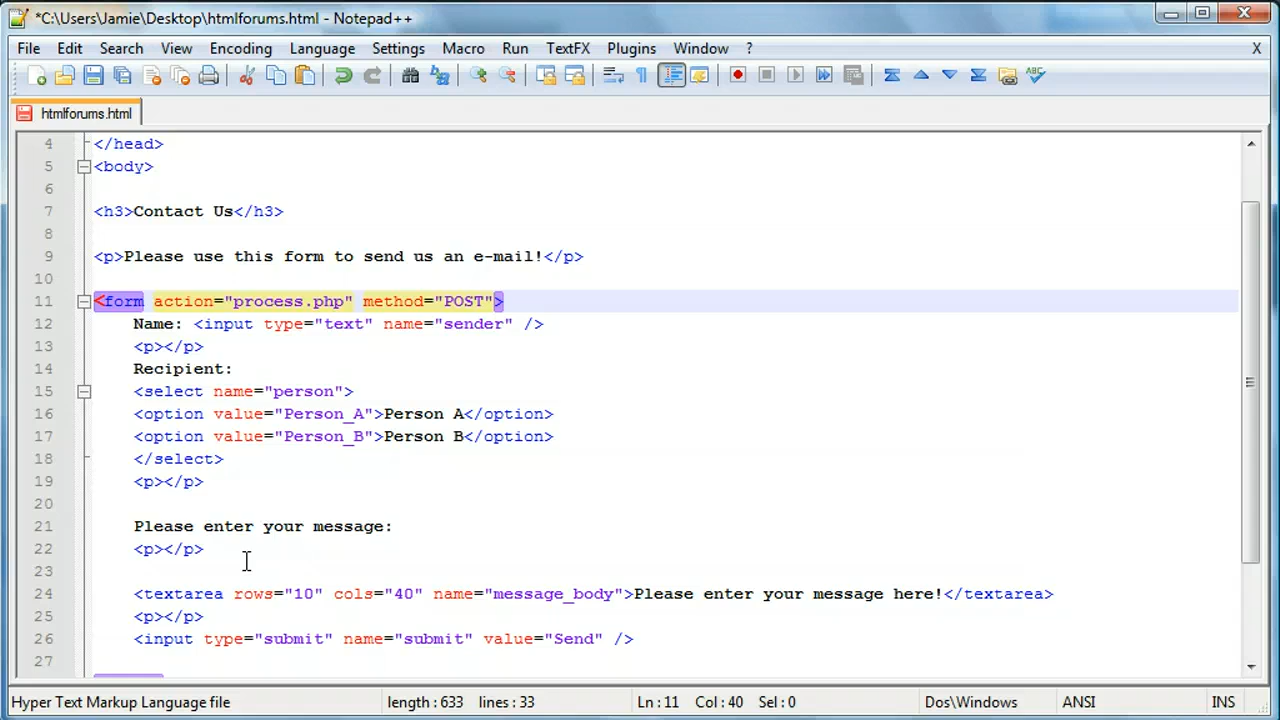 *C:\Users\Jamie\Desktop\htmlforums.html - Notepad++
File Edit Search View Encoding Language Settings Macro Run TextFX Plugins Window ? X
htmlforums.html
4 </head>
5 <body>
6
7 <h3>Contact Us</h3>
8
9 <p>Please use this form to send us an e-mail!</p>
10
11 <form action="process.php" method="POST">
12 Name: <input type="text" name="sender" />
13 <p></p>
14 Recipient:
15 <select name="person">
16 <option value="Person_A">Person A</option>
17 <option value="Person_B">Person B</option>
18 </select>
19 <p></p>
20
21 Please enter your message:
22 <p></p>
23
24 <textarea rows="10" cols="40" name="message_body">Please enter your message here!</textarea>
25 <p></p>
26 <input type="submit" name="submit" value="Send" />
27
Hyper Text Markup Language file length : 633 lines : 33 Ln : 11 Col : 40 Sel : 0 Dos\Windows ANSI INS